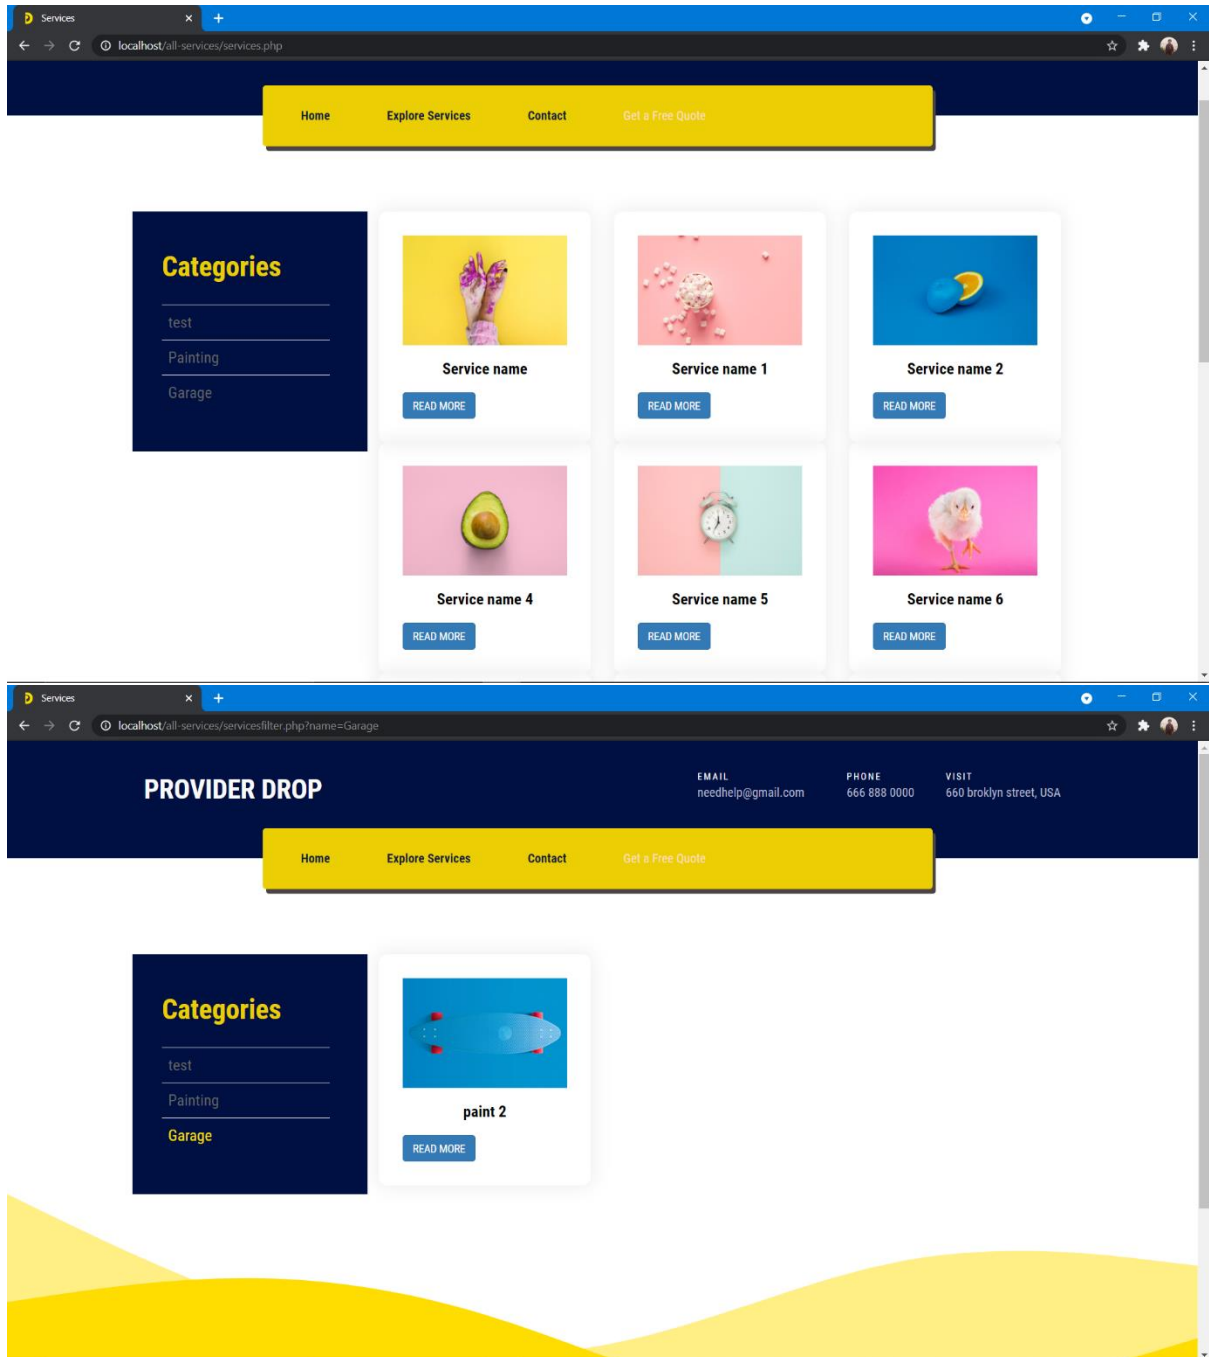 Services
localhost/all-services/services.php
Home Explore Services Contact Get a Free Quote
Categories
test
Painting
Garage
Service name Service name 1 Service name 2
READ MORE READ MORE READ MORE
Service name 4 Service name 5 Service name 6
READ MORE READ MORE READ MORE
Services
localhost/all-services/servicesfilter.php?name=Garage
PROVIDER DROP
EMAIL PHONE VISIT
needhelp@gmail.com 666 888 0000 660 broklyn street, USA
Home Explore Services Contact Get a Free Quote
Categories
test
Painting
Garage
paint 2
READ MORE